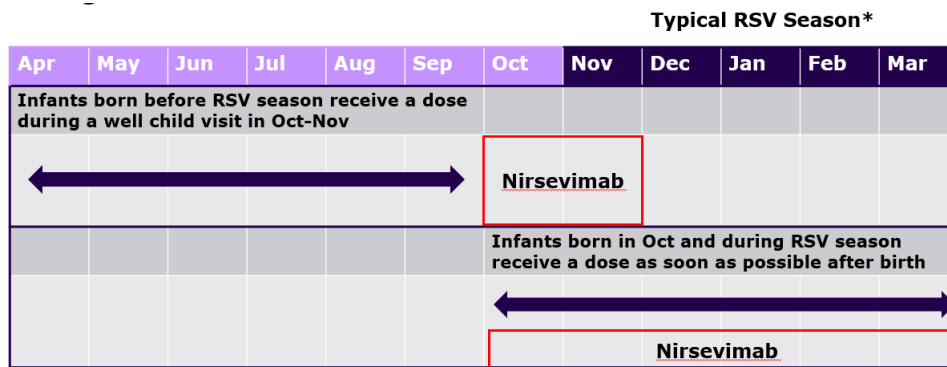 Typical RSV Season*
Apr May Jun Jul Aug Sep Oct Nov Dec Jan Feb Mar
Infants born before RSV season receive a dose
during a well child visit in Oct-Nov
Nirsevimab
Infants born in Oct and during RSV season
receive a dose as soon as possible after birth
Nirsevimab